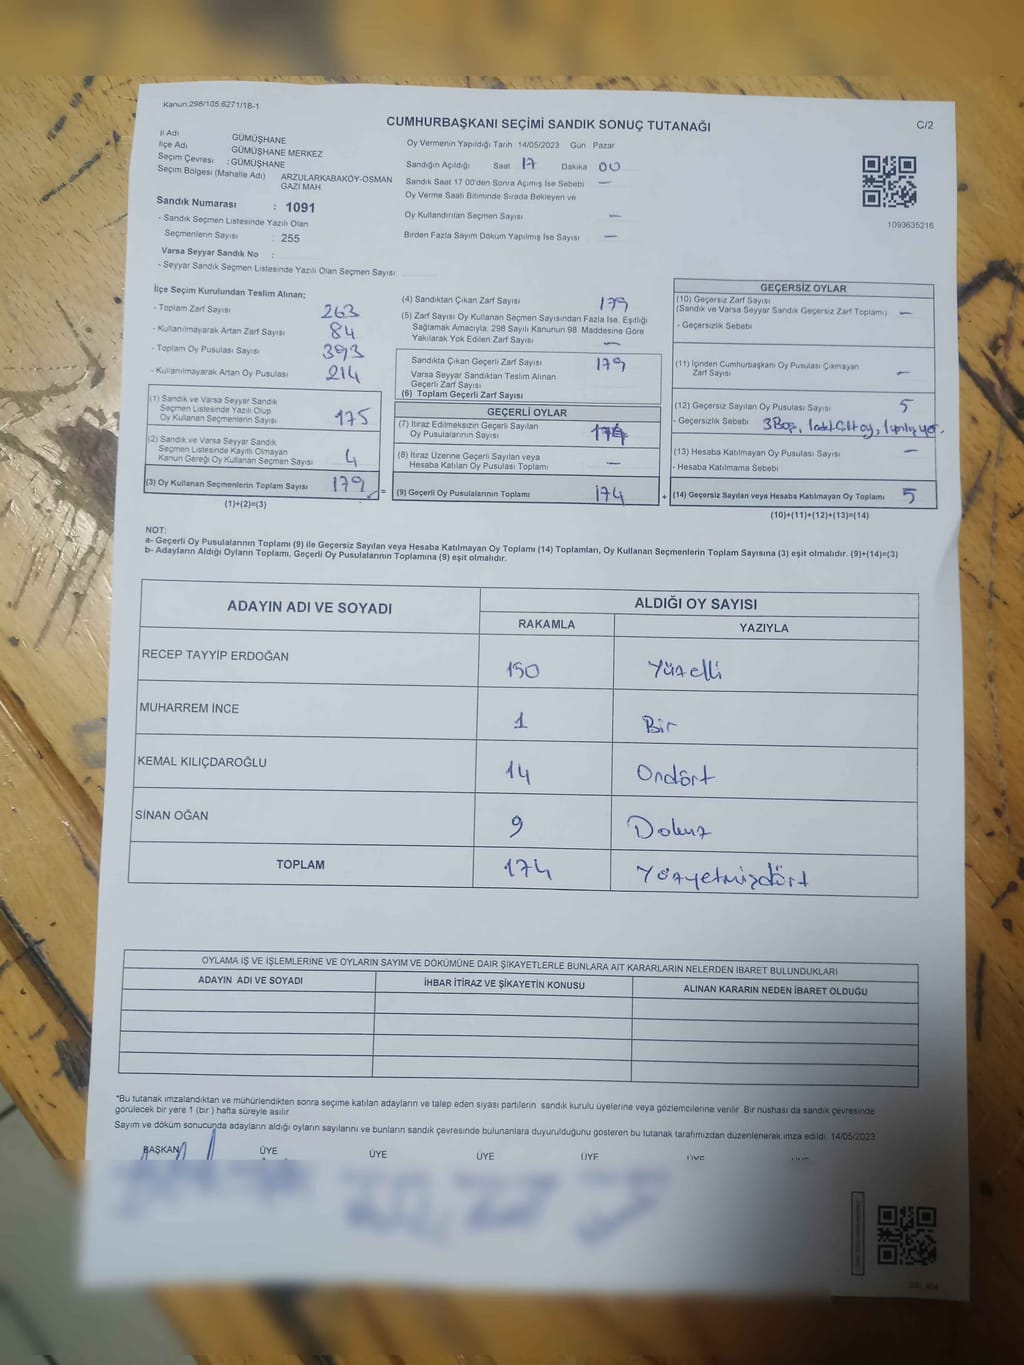 Kanun.298/105;6271/18-1
CUMHURBAŞKANI SEÇİMİ SANDIK SONUÇ TUTANAĞI
C/2
İl Adı GÜMÜŞHANE
İlçe Adı : GÜMÜŞHANE MERKEZ
Seçim Çevresi : GÜMÜŞHANE
Seçim Bölgesi (Mahalle Adı) ARZULARKABAKÖY-OSMAN
GAZI MAH
Sandık Numarası : 1091
- Sandık Seçmen Listesinde Yazılı Olan
Seçmenlerin Sayısı : 255
Varsa Seyyar Sandık No :
- Seyyar Sandık Seçmen Listesinde Yazılı Olan Seçmen Sayısı
Oy Vermenin Yapıldığı Tarih 14/05/2023 Gün Pazar
Sandığın Açıldığı Saat 17 Dakika 00
Sandık Saat 17 00'den Sonra Açımış İse Sebebi —
Oy Verme Saati Bitiminde Sırada Bekleyen ve
Oy Kullandırılan Seçmen Sayısı —
Birden Fazla Sayım Döküm Yapılmış İse Sayısı —
1093635216
İlçe Seçim Kurulundan Teslim Alınan;
- Toplam Zarf Sayısı 263
- Kullanılmayarak Artan Zarf Sayısı 84
- Toplam Oy Pusulası Sayısı 393
- Kullanılmayarak Artan Oy Pusulası 214
(1) Sandık ve Varsa Seyyar Sandık
Seçmen Listesinde Yazılı Olup
Oy Kullanan Seçmenlerin Sayısı 175
(2) Sandık ve Varsa Seyyar Sandık
Seçmen Listesinde Kayıtlı Olmayan
Kanun Gereği Oy Kullanan Seçmen Sayısı 4
(3) Oy Kullanan Seçmenlerin Toplam Sayısı 179 =
(1)+(2)=(3)
(4) Sandıktan Çıkan Zarf Sayısı 179
(5) Zarf Sayısı Oy Kullanan Seçmen Sayısından Fazla İse, Eşitliği
Sağlamak Amacıyla, 298 Sayılı Kanunun 98. Maddesine Göre
Yakılarak Yok Edilen Zarf Sayısı —
Sandıkta Çıkan Geçerli Zarf Sayısı 179
Varsa Seyyar Sandıktan Teslim Alınan
Geçerli Zarf Sayısı
(6) Toplam Geçerli Zarf Sayısı
GEÇERLİ OYLAR
(7) İtiraz Edilmeksizin Geçerli Sayılan
Oy Pusulalarının Sayısı 174
(8) İtiraz Üzerine Geçerli Sayılan veya
Hesaba Katılan Oy Pusulası Toplamı —
(9) Geçerli Oy Pusulalarının Toplamı 174 +
GEÇERSİZ OYLAR
(10) Geçersiz Zarf Sayısı
(Sandık ve Varsa Seyyar Sandık Geçersiz Zarf Toplamı) —
- Geçersizlik Sebebi
(11) İçinden Cumhurbaşkanı Oy Pusulası Çıkmayan
Zarf Sayısı —
(12) Geçersiz Sayılan Oy Pusulası Sayısı 5
- Geçersizlik Sebebi 3 Boş, 1 adet Çift oy,
(13) Hesaba Katılmayan Oy Pusulası Sayısı —
- Hesaba Katılmama Sebebi
(14) Geçersiz Sayılan veya Hesaba Katılmayan Oy Toplamı 5
(10)+(11)+(12)+(13)=(14)
NOT:
a- Geçerli Oy Pusulalarının Toplamı (9) ile Geçersiz Sayılan veya Hesaba Katılmayan Oy Toplamı (14) Toplamları, Oy Kullanan Seçmenlerin Toplam Sayısına (3) eşit olmalıdır. (9)+(14)=(3)
b- Adayların Aldığı Oyların Toplamı, Geçerli Oy Pusulalarının Toplamına (9) eşit olmalıdır.
ADAYIN ADI VE SOYADI ALDIĞI OY SAYISI
RAKAMLA YAZIYLA
RECEP TAYYİP ERDOĞAN 150 Yüzelli
MUHARREM İNCE 1 Bir
KEMAL KILIÇDAROĞLU 14 Ondört
SİNAN OĞAN 9 Dokuz
TOPLAM 174 Yüzyetmişdört
OYLAMA İŞ VE İŞLEMLERİNE VE OYLARIN SAYIM VE DÖKÜMÜNE DAİR ŞİKAYETLERLE BUNLARA AİT KARARLARIN NELERDEN İBARET BULUNDUKLARI
ADAYIN ADI VE SOYADI İHBAR İTİRAZ VE ŞİKAYETİN KONUSU ALINAN KARARIN NEDEN İBARET OLDUĞU
*Bu tutanak imzalandıktan ve mühürlendikten sonra seçime katılan adayların ve talep eden siyasi partilerin sandık kurulu üyelerine veya gözlemcilerine verilir Bir nushası da sandık çevresinde
görülecek bir yere 1 (bir ) hafta süreyle asılır
Sayım ve döküm sonucunda adayların aldığı oyların sayılarını ve bunların sandık çevresinde bulunanlara duyurulduğunu gösteren bu tutanak tarafımızdan düzenlenerek imza edildi 14/05/2023
BAŞKAN ÜYE ÜYE ÜYE ÜYE ÜYE